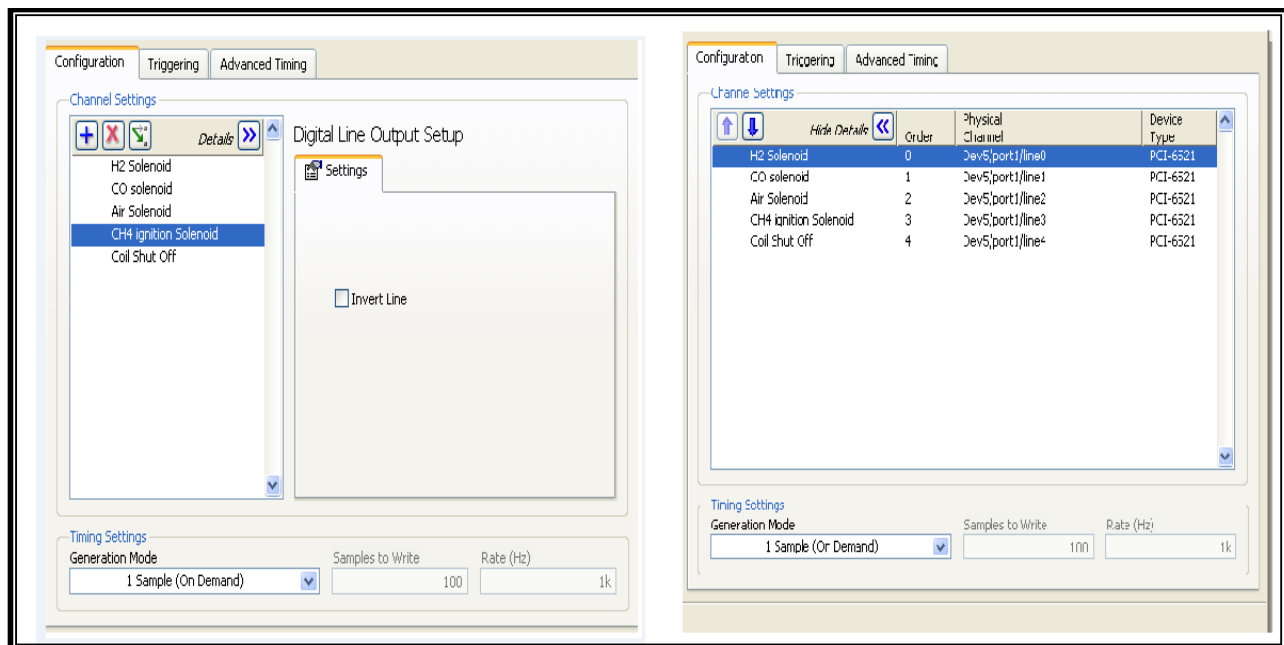 Configuration Triggering Advanced Timing
Channel Settings
Details
H2 Solenoid
CO solenoid
Air Solenoid
CH4 ignition Solenoid
Coil Shut Off
Digital Line Output Setup
Settings
Invert Line
Timing Settings
Generation Mode Samples to Write Rate (Hz)
1 Sample (On Demand) 100 1k
Configuration Triggering Advanced Timing
Channel Settings
Hide Details Order Physical Channel Device Type
H2 Solenoid 0 Dev5/port1/line0 PCI-6521
CO solenoid 1 Dev5/port1/line1 PCI-6521
Air Solenoid 2 Dev5/port1/line2 PCI-6521
CH4 ignition Solenoid 3 Dev5/port1/line3 PCI-6521
Coil Shut Off 4 Dev5/port1/line4 PCI-6521
Timing Settings
Generation Mode Samples to Write Rate (Hz)
1 Sample (On Demand) 100 1k